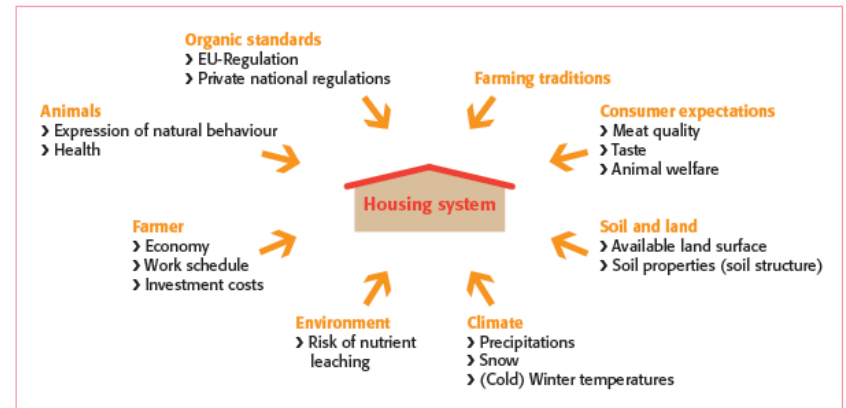 Organic standards
❯ EU-Regulation
❯ Private national regulations
Farming traditions
Animals
❯ Expression of natural behaviour
❯ Health
Consumer expectations
❯ Meat quality
❯ Taste
❯ Animal welfare
Housing system
Farmer
❯ Economy
❯ Work schedule
❯ Investment costs
Soil and land
❯ Available land surface
❯ Soil properties (soil structure)
Environment
❯ Risk of nutrient
leaching
Climate
❯ Precipitations
❯ Snow
❯ (Cold) Winter temperatures